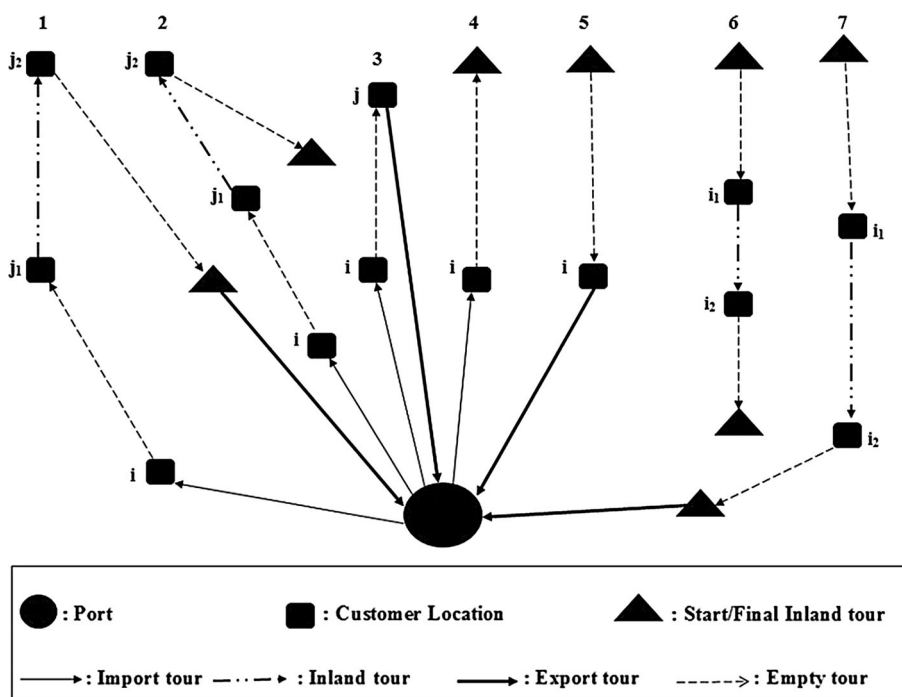 1 2 3 4 5 6 7
j₂ j₂
j
j₁ i₁
i₁
j₁ i i i
i₂
i
i₂
i
: Port : Customer Location : Start/Final Inland tour
: Import tour : Inland tour : Export tour : Empty tour